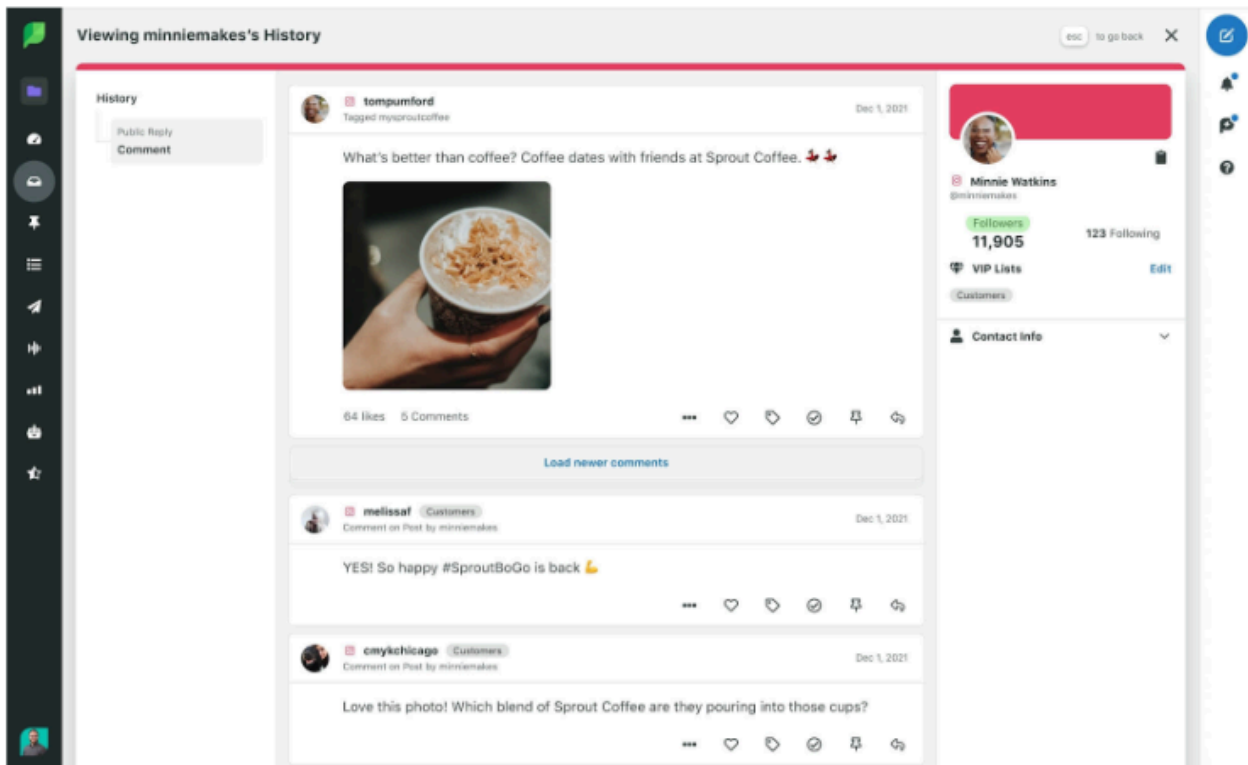 Viewing minniemakes's History
esc to go back
History
Public Reply
Comment
tompumford
Dec 1, 2021
Tagged mysproutcoffee
What's better than coffee? Coffee dates with friends at Sprout Coffee.
64 likes 5 Comments
Load newer comments
melissaf Customers
Dec 1, 2021
Comment on Post by minniemakes
YES! So happy #SproutBoGo is back 💪
cmykchicago Customers
Dec 1, 2021
Comment on Post by minniemakes
Love this photo! Which blend of Sprout Coffee are they pouring into those cups?
Minnie Watkins
@minniemakes
Followers
11,905
123 Following
VIP Lists
Edit
Customers
Contact Info